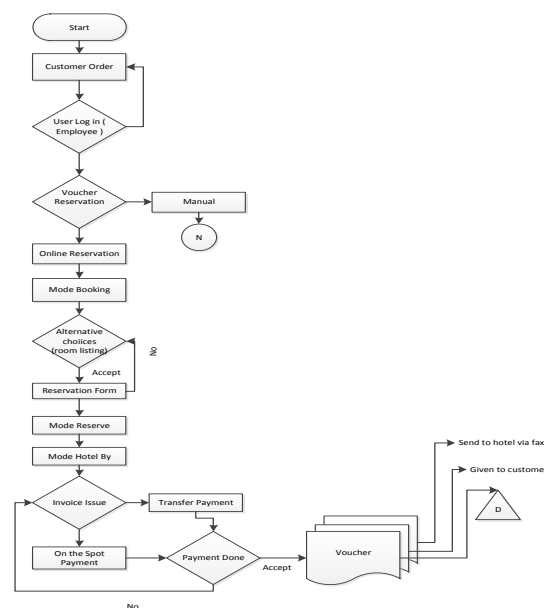 Start
Customer Order
User Log in (
Employee )
Voucher
Reservation
Manual
N
Online Reservation
Mode Booking
Alternative
choiices
(room listing)
No
Accept
Reservation Form
Mode Reserve
Mode Hotel By
Send to hotel via fax
Given to custome
Invoice Issue
Transfer Payment
D
On the Spot
Payment
Payment Done
Accept
Voucher
No